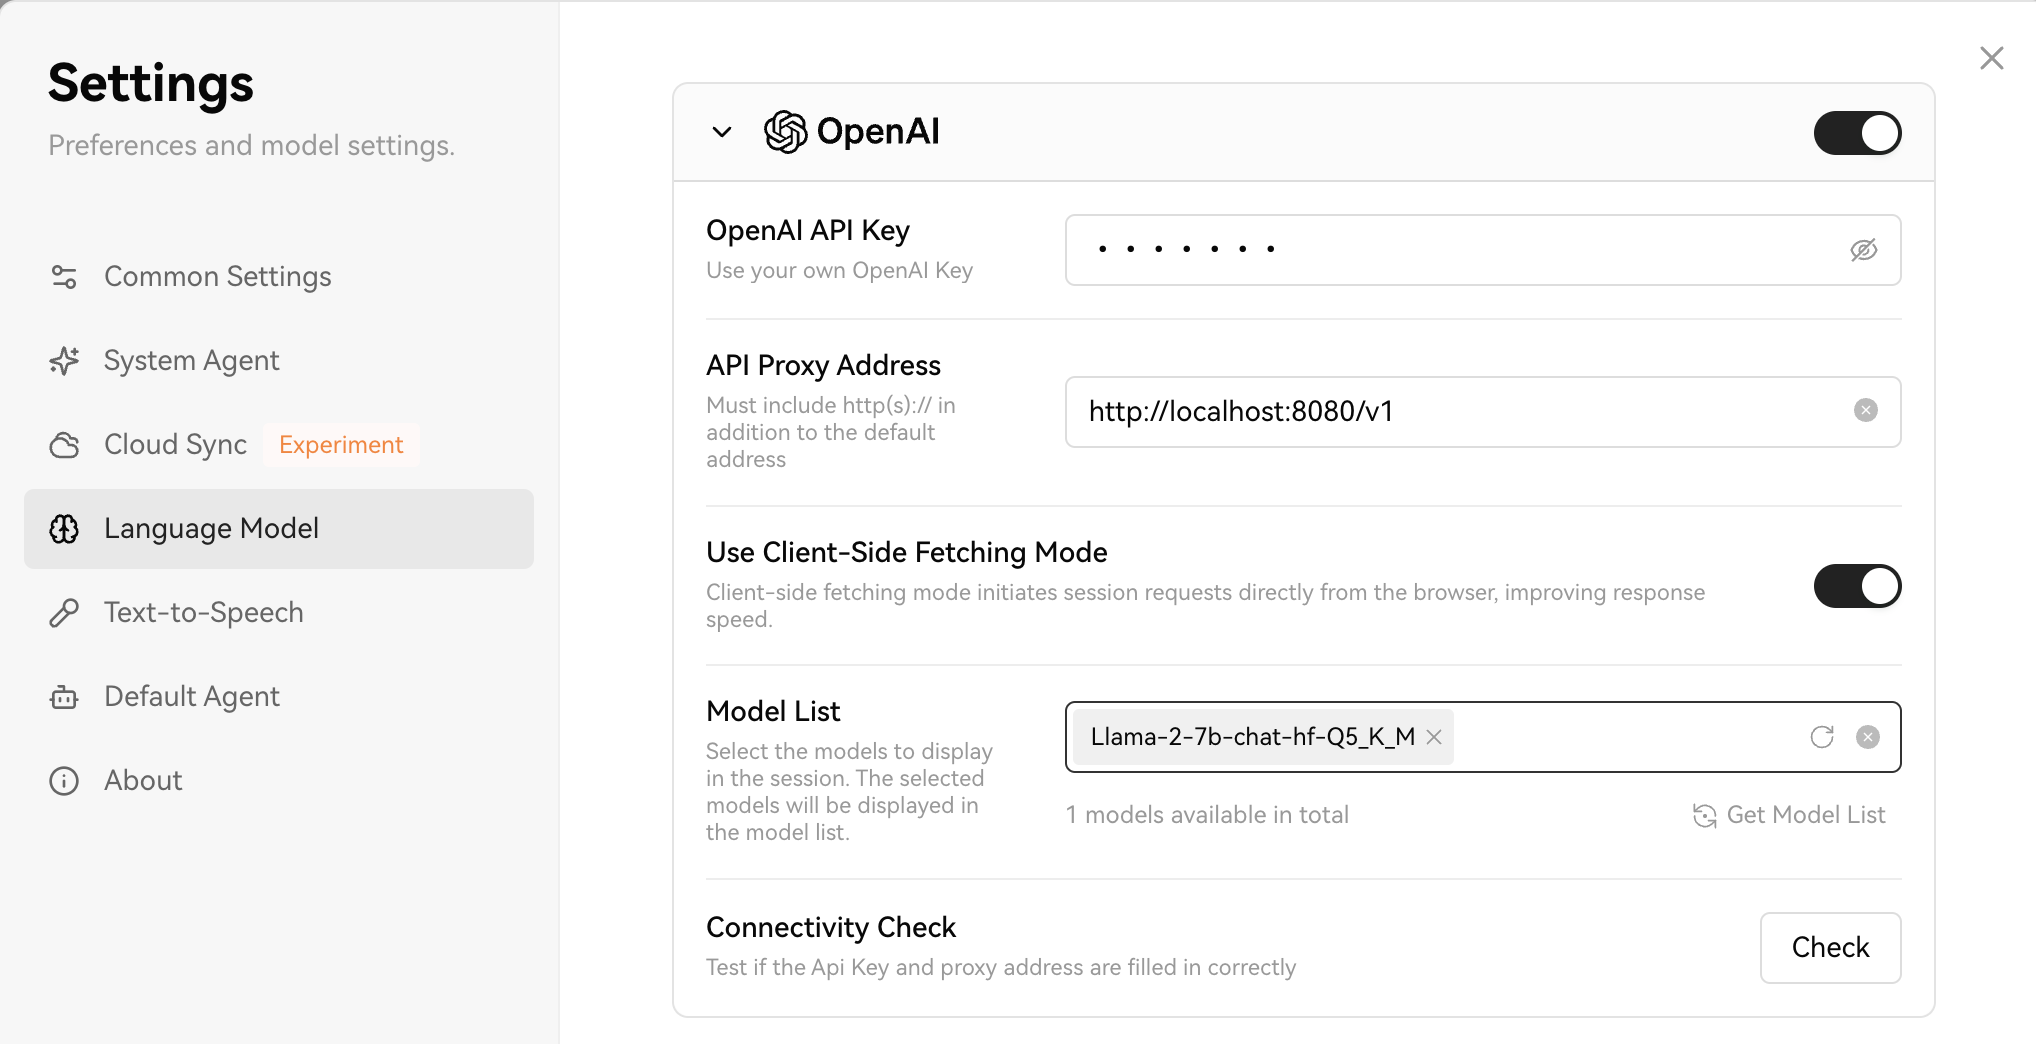 Settings
Preferences and model settings.
Common Settings
System Agent
Cloud Sync Experiment
Language Model
Text-to-Speech
Default Agent
About
OpenAI
OpenAI API Key
Use your own OpenAI Key
API Proxy Address
Must include http(s):// in
addition to the default
address
http://localhost:8080/v1
Use Client-Side Fetching Mode
Client-side fetching mode initiates session requests directly from the browser, improving response
speed.
Model List
Select the models to display
in the session. The selected
models will be displayed in
the model list.
Llama-2-7b-chat-hf-Q5_K_M
1 models available in total
Get Model List
Connectivity Check
Test if the Api Key and proxy address are filled in correctly
Check